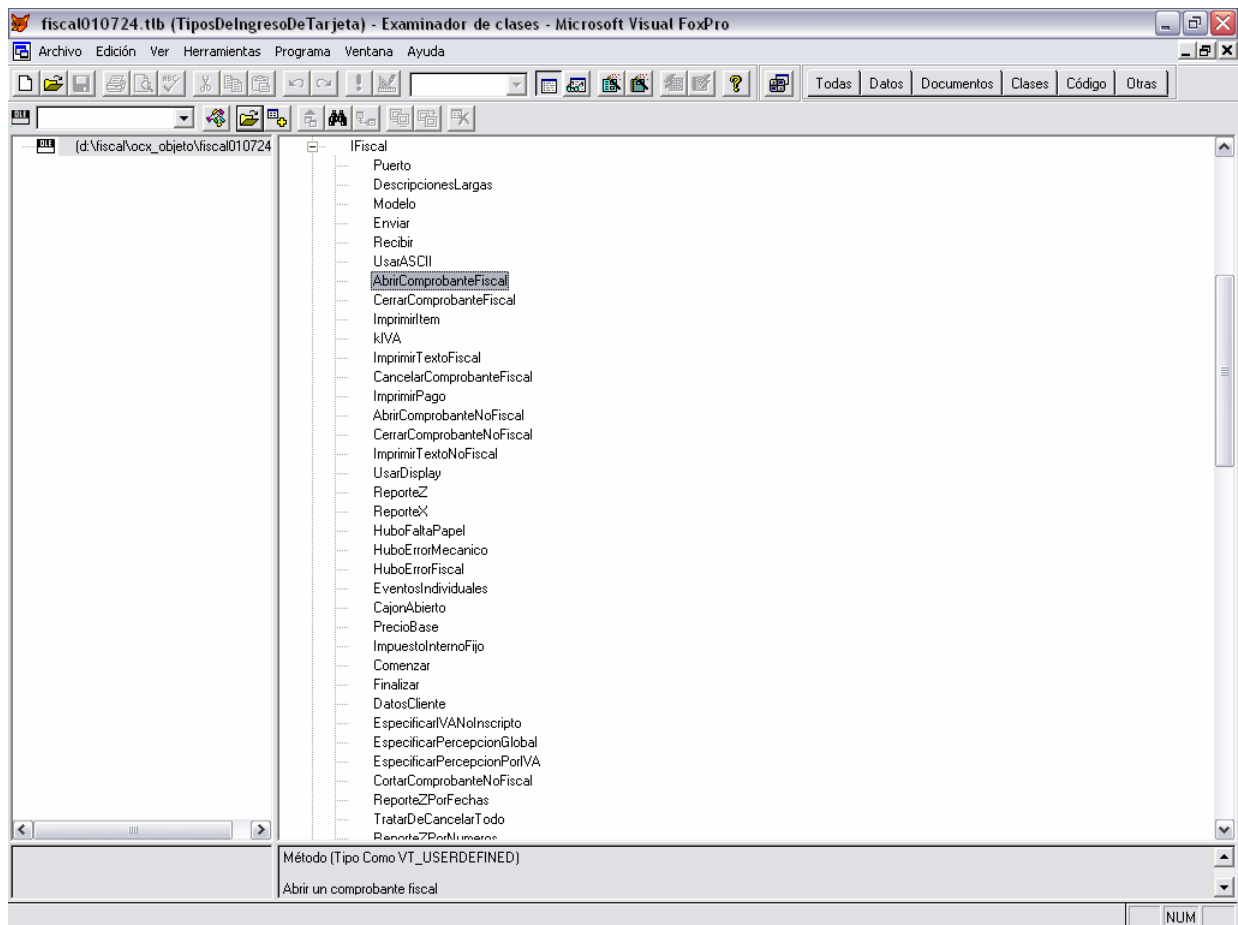 fiscal010724.tlb (TiposDeIngresoDeTarjeta) - Examinador de clases - Microsoft Visual FoxPro
Archivo Edición Ver Herramientas Programa Ventana Ayuda
Todas Datos Documentos Clases Código Otras
(d:\fiscal\ocx_objeto\fiscal010724
IFiscal
Puerto
DescripcionesLargas
Modelo
Enviar
Recibir
UsarASCII
AbrirComprobanteFiscal
CerrarComprobanteFiscal
ImprimirItem
kIVA
ImprimirTextoFiscal
CancelarComprobanteFiscal
ImprimirPago
AbrirComprobanteNoFiscal
CerrarComprobanteNoFiscal
ImprimirTextoNoFiscal
UsarDisplay
ReporteZ
ReporteX
HuboFaltaPapel
HuboErrorMecanico
HuboErrorFiscal
EventosIndividuales
CajonAbierto
PrecioBase
ImpuestoInternoFijo
Comenzar
Finalizar
DatosCliente
EspecificarIVANoInscripto
EspecificarPercepcionGlobal
EspecificarPercepcionPorIVA
CortarComprobanteNoFiscal
ReporteZPorFechas
TratarDeCancelarTodo
ReporteZPorNumeros
Método (Tipo Como VT_USERDEFINED)
Abrir un comprobante fiscal
NUM